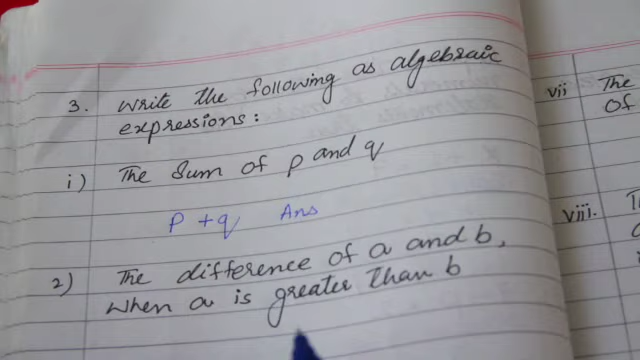 3. Write the following as algebraic
expressions:
i) The Sum of p and q
P + q Ans
2) The difference of a and b,
when a is greater than b
vii The
of
viii.